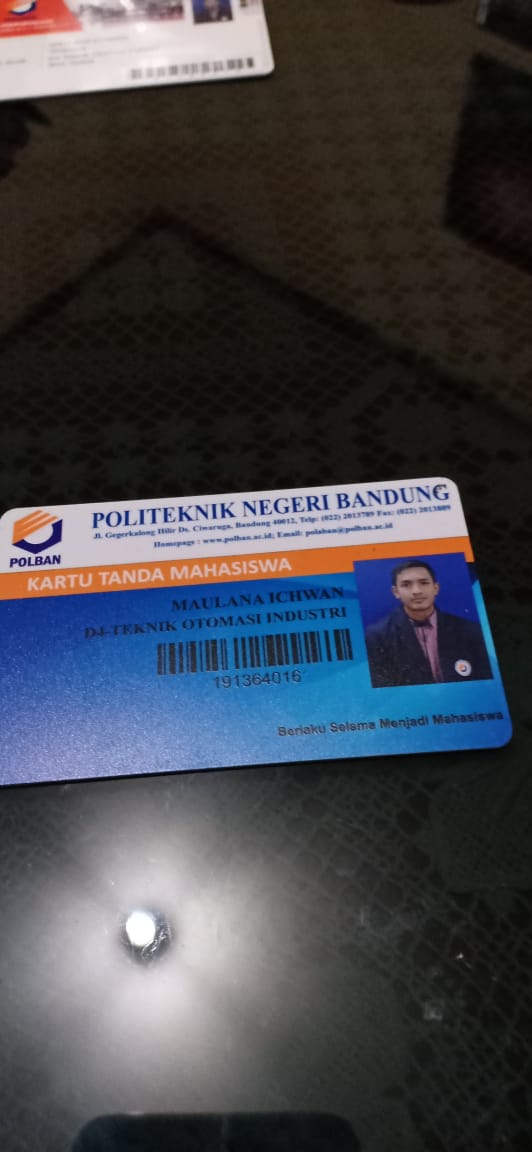 POLITEKNIK NEGERI BANDUNG
Jl. Gegerkalong Hilir Ds. Ciwaruga, Bandung 40012, Telp: (022) 2013789 Fax: (022) 2013889
Homepage : www.polban.ac.id; Email: polaban@polban.ac.id
POLBAN
KARTU TANDA MAHASISWA
MAULANA ICHWAN
D4-TEKNIK OTOMASI INDUSTRI
191364016
Berlaku Selama Menjadi Mahasiswa